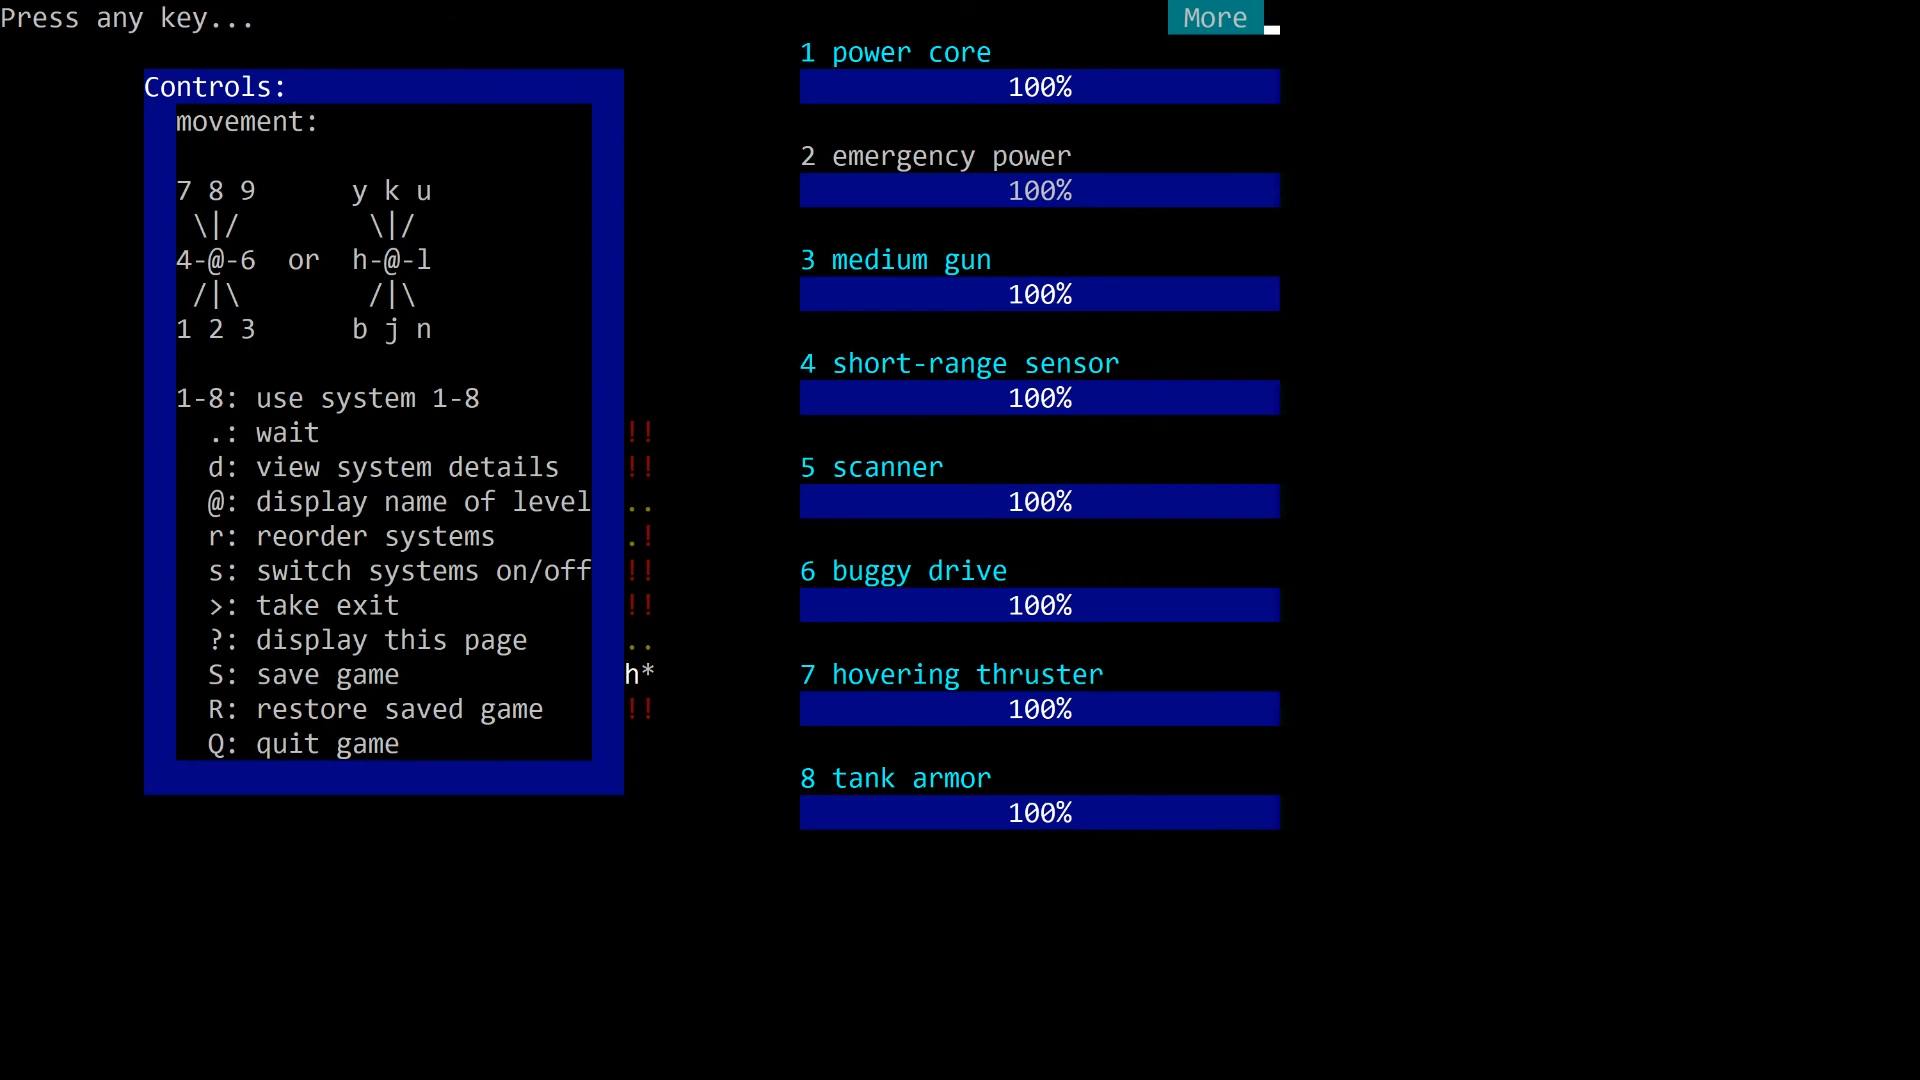 Press any key... More
1 power core
Controls: 100%
movement:
2 emergency power
7 8 9 y k u 100%
\|/ \|/
4-@-6 or h-@-l 3 medium gun
/|\ /|\ 100%
1 2 3 b j n
4 short-range sensor
1-8: use system 1-8 100%
.: wait !!
d: view system details !! 5 scanner
@: display name of level .. 100%
r: reorder systems .!
s: switch systems on/off !! 6 buggy drive
>: take exit !! 100%
?: display this page ..
S: save game h* 7 hovering thruster
R: restore saved game !! 100%
Q: quit game
8 tank armor
100%